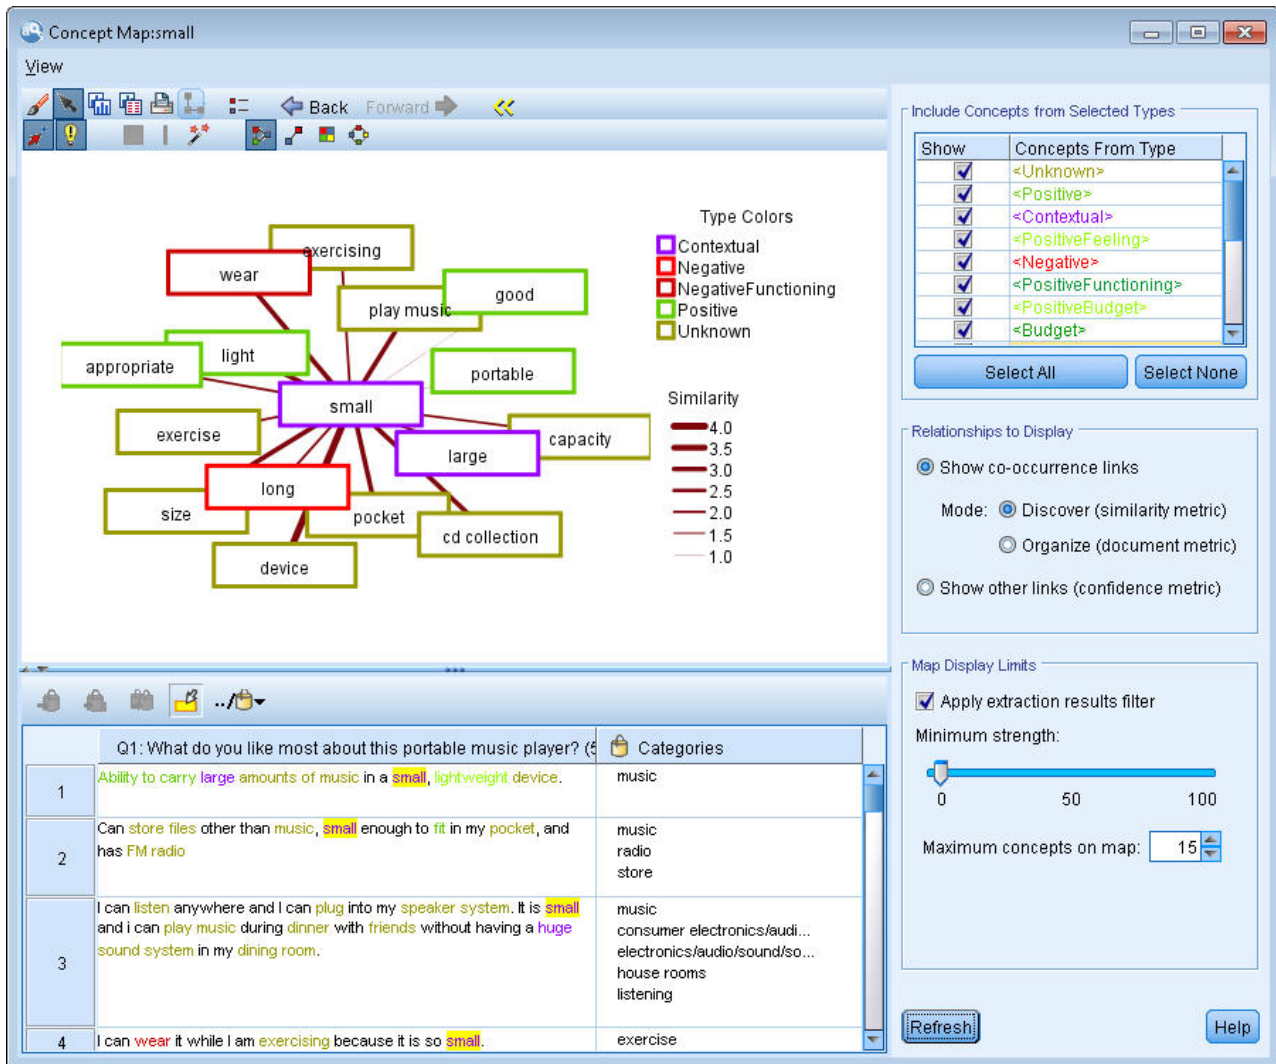 Concept Map:small
View
Back Forward
exercising
wear
good
play music
light
appropriate
portable
small
exercise
capacity
large
long
size
pocket
cd collection
device
Type Colors
Contextual
Negative
NegativeFunctioning
Positive
Unknown
Similarity
4.0
3.5
3.0
2.5
2.0
1.5
1.0
Include Concepts from Selected Types
Show Concepts From Type
<Unknown>
<Positive>
<Contextual>
<PositiveFeeling>
<Negative>
<PositiveFunctioning>
<PositiveBudget>
<Budget>
Select All Select None
Relationships to Display
Show co-occurrence links
Mode: Discover (similarity metric)
Organize (document metric)
Show other links (confidence metric)
Map Display Limits
Apply extraction results filter
Minimum strength:
0 50 100
Maximum concepts on map: 15
Refresh Help
../
Q1: What do you like most about this portable music player? (5 Categories
1
Ability to carry large amounts of music in a small, lightweight device.
music
2
Can store files other than music, small enough to fit in my pocket, and
has FM radio
music
radio
store
3
I can listen anywhere and I can plug into my speaker system. It is small
and i can play music during dinner with friends without having a huge
sound system in my dining room.
music
consumer electronics/audi...
electronics/audio/sound/so...
house rooms
listening
4
I can wear it while I am exercising because it is so small.
exercise